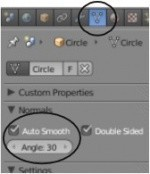 Circle Circle
Circle F
Custom Properties
Normals
Auto Smooth Double Sided
Angle: 30
Settings